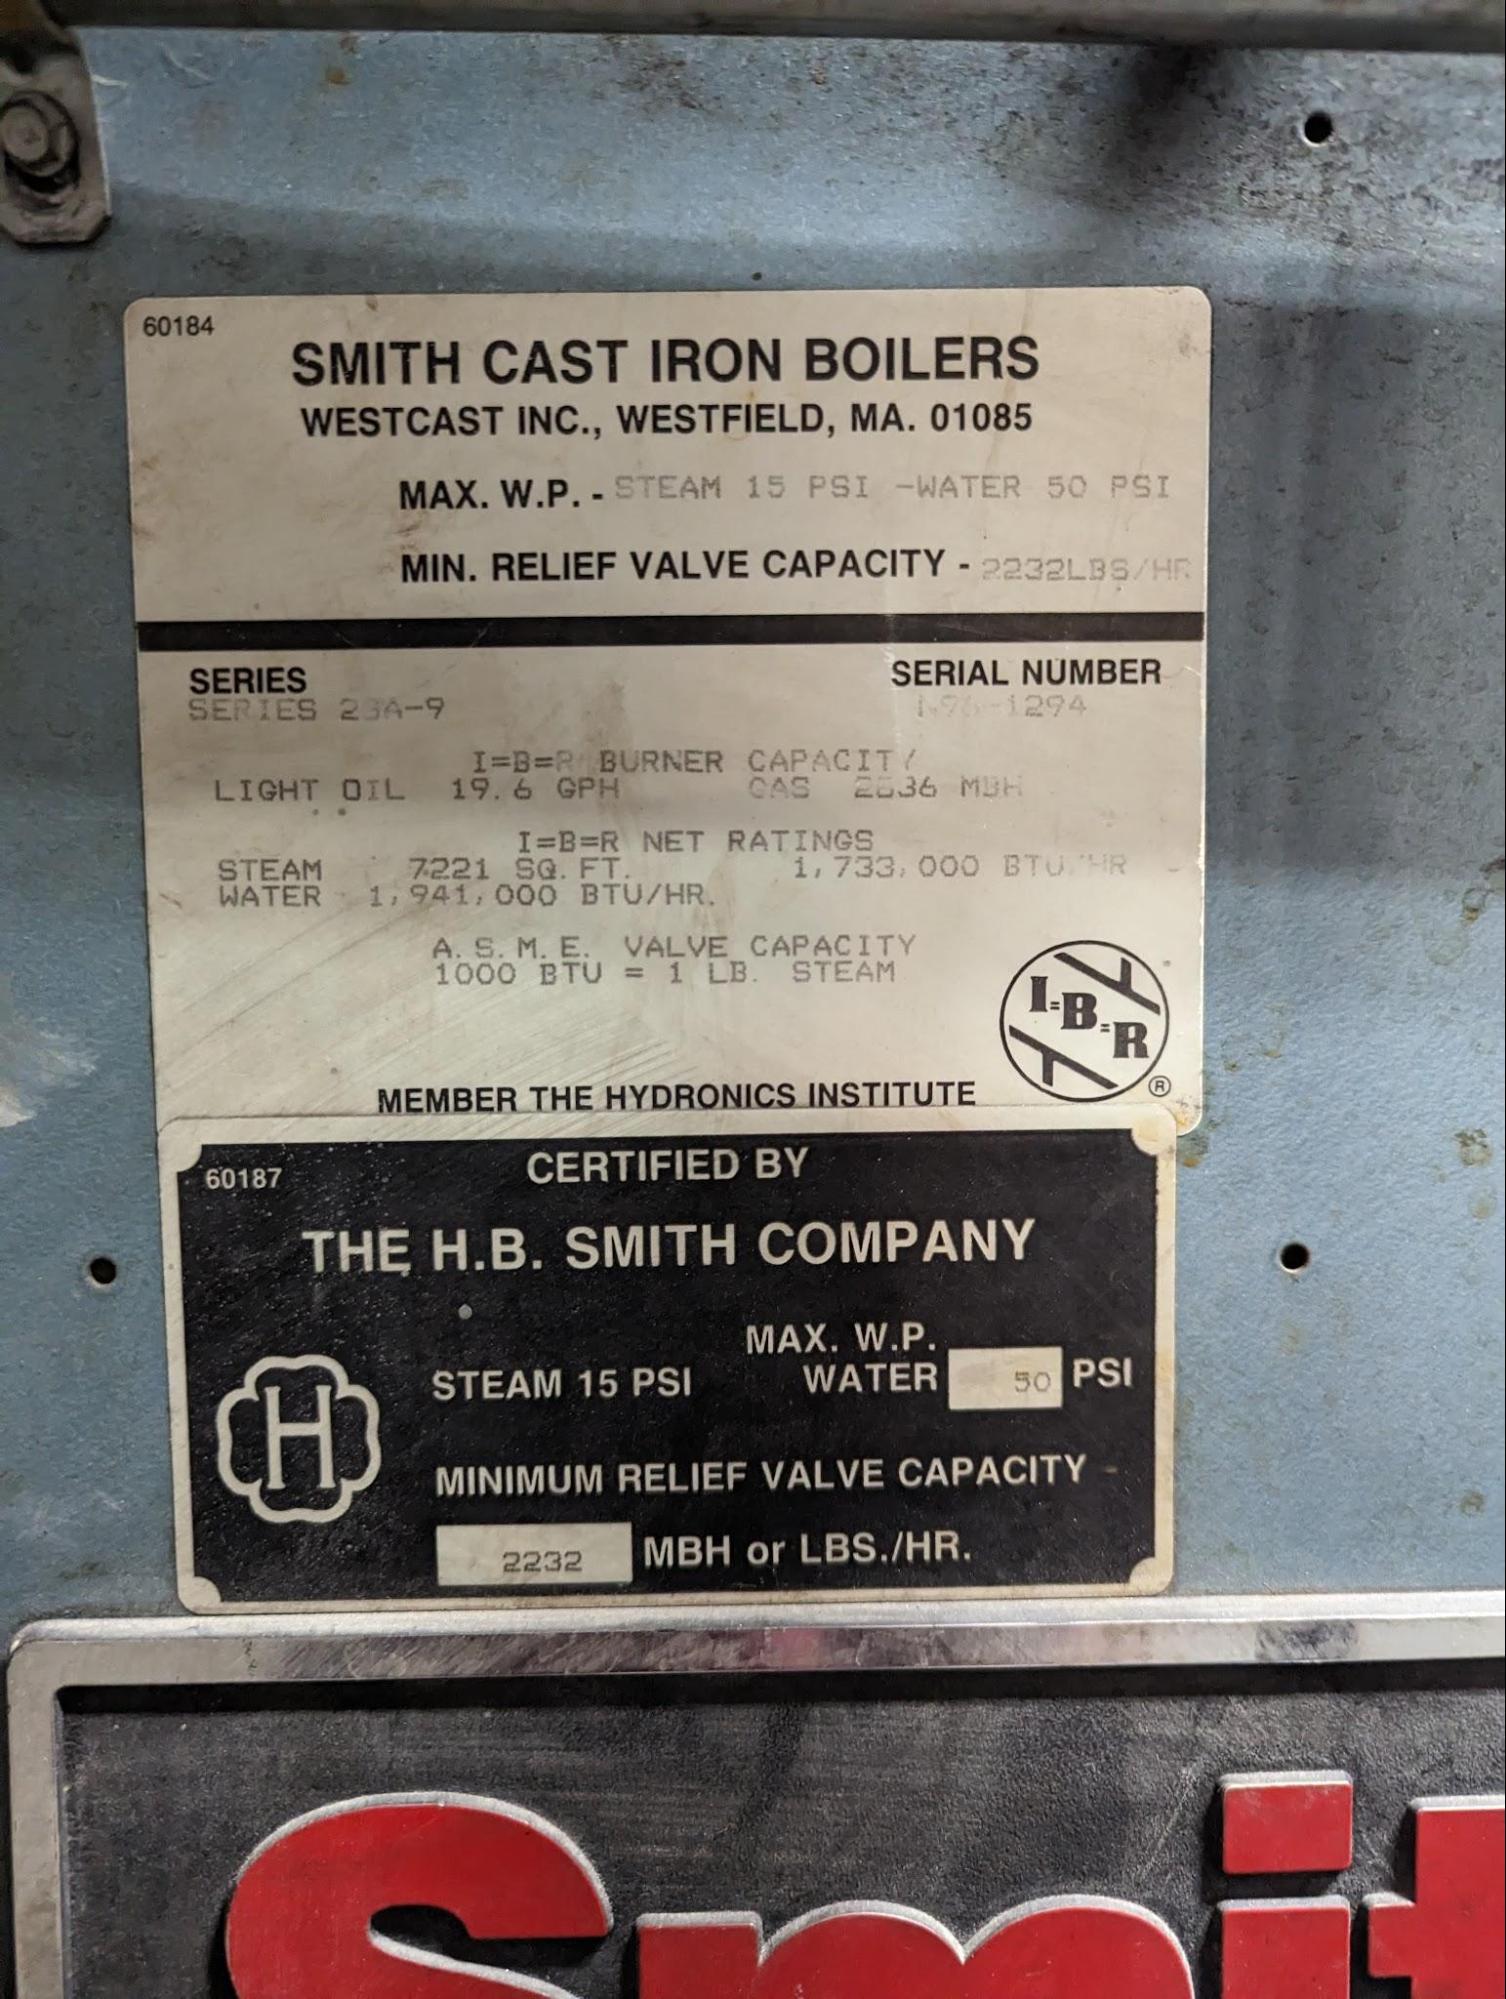 60184
SMITH CAST IRON BOILERS
WESTCAST INC., WESTFIELD, MA. 01085
MAX. W.P. - STEAM 15 PSI -WATER 50 PSI
MIN. RELIEF VALVE CAPACITY - 2232LBS/HR
SERIES SERIAL NUMBER
SERIES 28A-9
I=B=R BURNER CAPACITY
LIGHT OIL 19.6 GPH GAS MBH
I=B=R NET RATINGS
STEAM 7221 SQ.FT. 1,733,000 BTU/HR
WATER 1,941,000 BTU/HR.
A.S.M.E. VALVE CAPACITY
1000 BTU = 1 LB. STEAM
I=B=R
®
MEMBER THE HYDRONICS INSTITUTE
60187
CERTIFIED BY
THE H.B. SMITH COMPANY
MAX. W.P.
STEAM 15 PSI WATER 50 PSI
H
MINIMUM RELIEF VALVE CAPACITY
2232 MBH or LBS./HR.
Smit